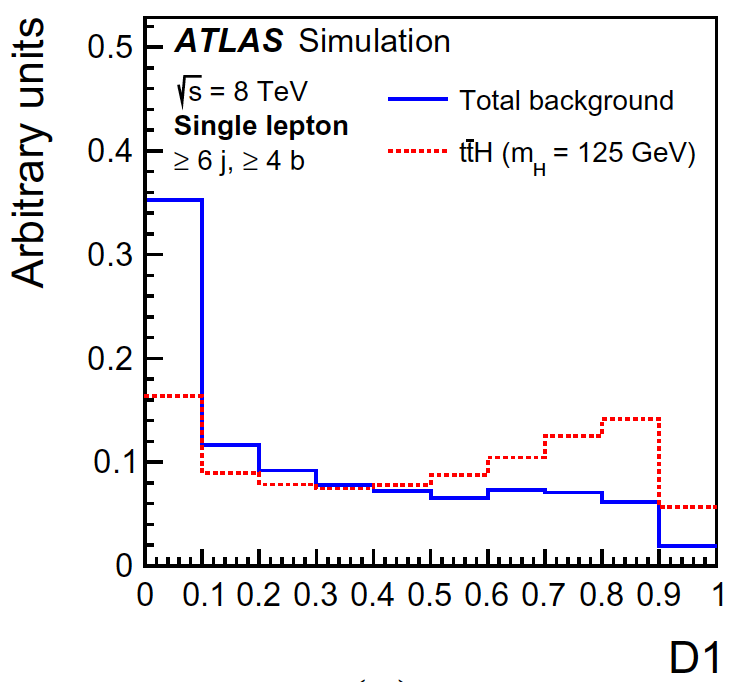 Arbitrary units
0.5
0.4
0.3
0.2
0.1
0
ATLAS Simulation
√s = 8 TeV
Single lepton
≥ 6 j, ≥ 4 b
Total background
tt̄H (m_H = 125 GeV)
0 0.1 0.2 0.3 0.4 0.5 0.6 0.7 0.8 0.9 1
D1